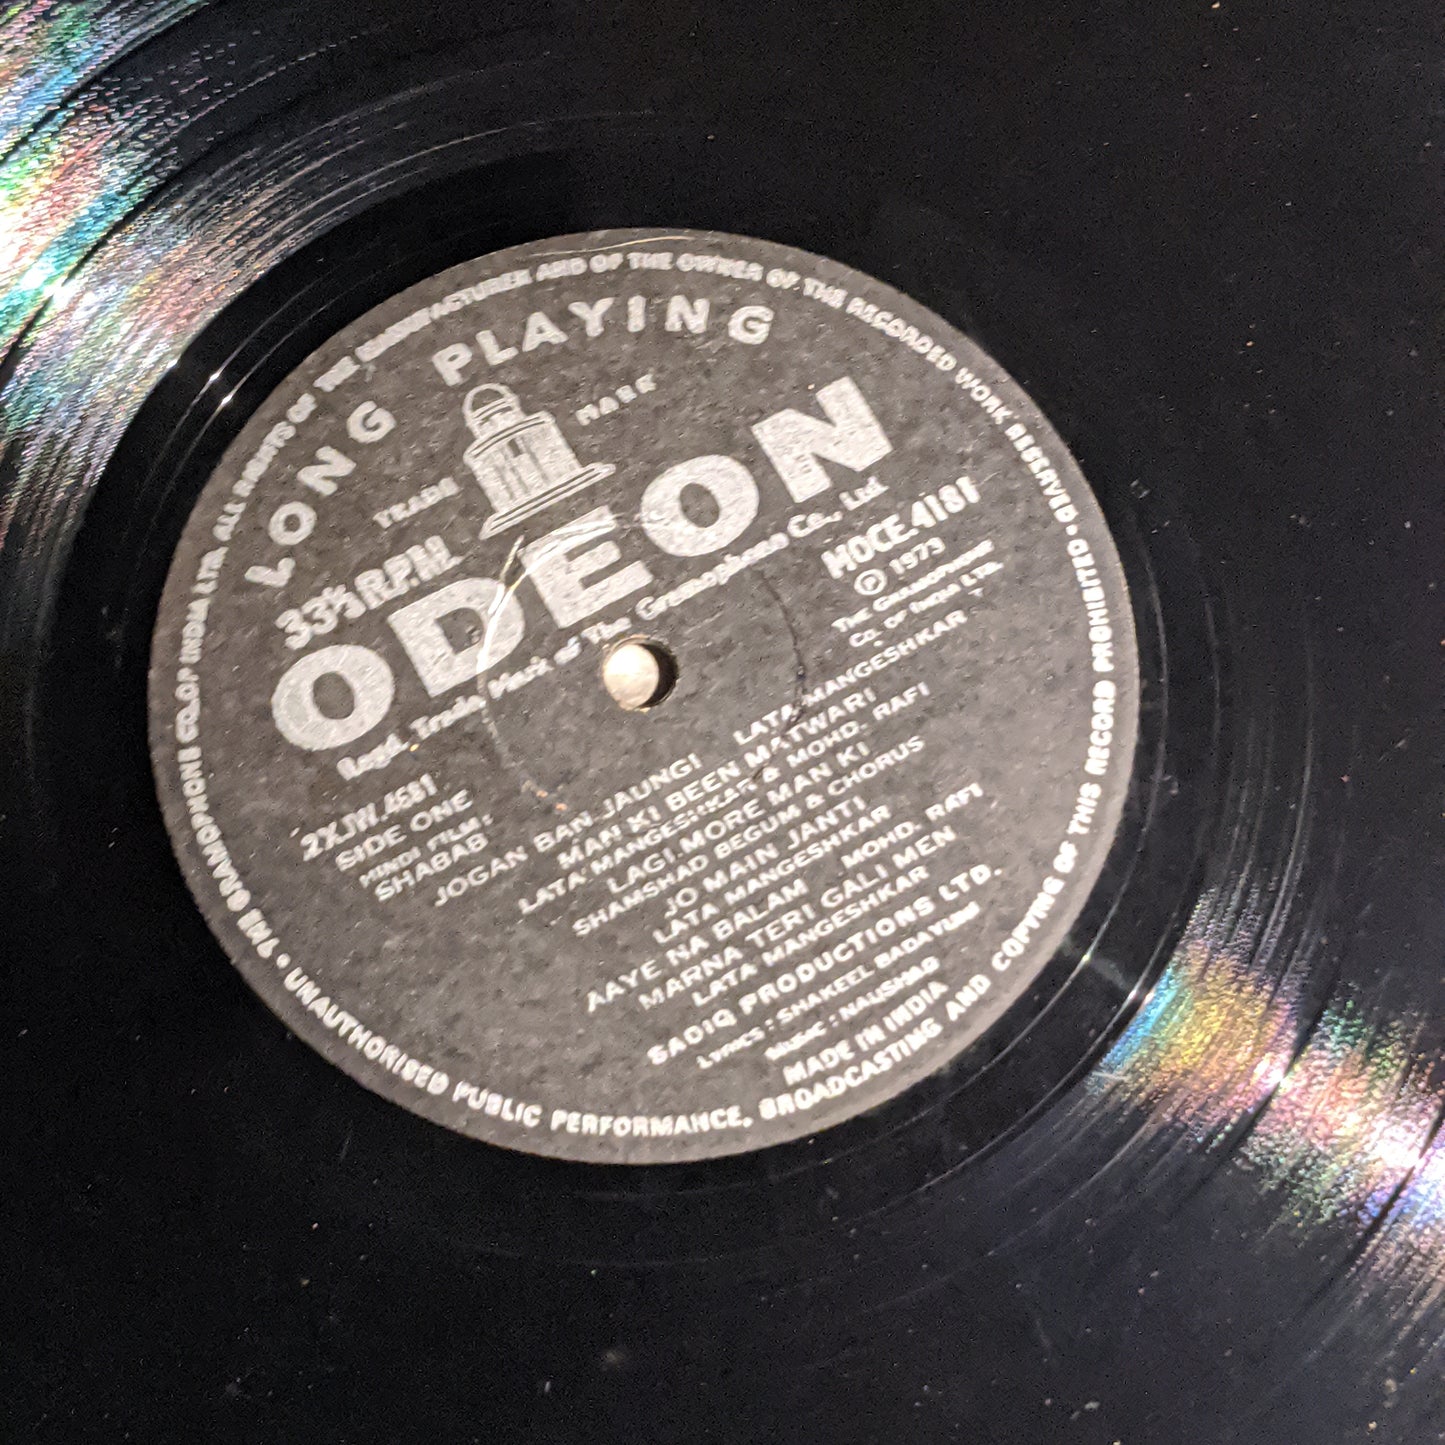 THE GRAMOPHONE CO. OF INDIA LTD. ALL RIGHTS OF THE MANUFACTURER AND OF THE OWNER OF THE RECORDED WORK RESERVED • UNAUTHORISED PUBLIC PERFORMANCE, BROADCASTING AND COPYING OF THIS RECORD PROHIBITED •
LONG PLAYING
TRADE MARK
33⅓ R.P.M.
ODEON
Regd. Trade Mark of The Gramophone Co., Ltd
MOCE.4181
Ⓟ 1973
THE GRAMOPHONE
CO. OF INDIA LTD.
2XJW.4681
SIDE ONE
HINDI FILM:
SHABAB
JOGAN BAN JAUNGI LATA MANGESHKAR
MAN KI BEEN MATWARI
LATA MANGESHKAR & MOHD. RAFI
LAGI MORE MAN KI
SHAMSHAD BEGUM & CHORUS
JO MAIN JANTI
LATA MANGESHKAR
AAYE NA BALAM MOHD. RAFI
MARNA TERI GALI MEN
LATA MANGESHKAR
SADIQ PRODUCTIONS LTD.
LYRICS: SHAKEEL BADAYUNI
MUSIC: NAUSHAD
MADE IN INDIA